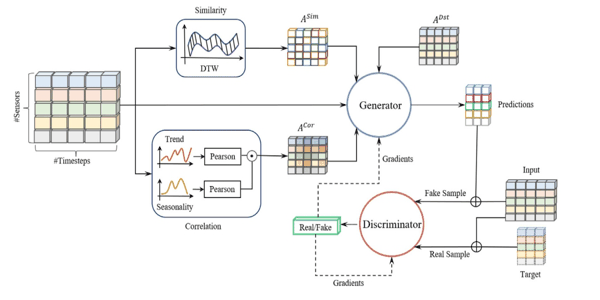 Similarity
DTW
A^Sim
A^Dst
#Sensors
#Timesteps
Generator
Predictions
Trend
Pearson
Seasonality
Pearson
Correlation
A^Cor
Gradients
Fake Sample
Input
Discriminator
Real/Fake
Real Sample
Target
Gradients